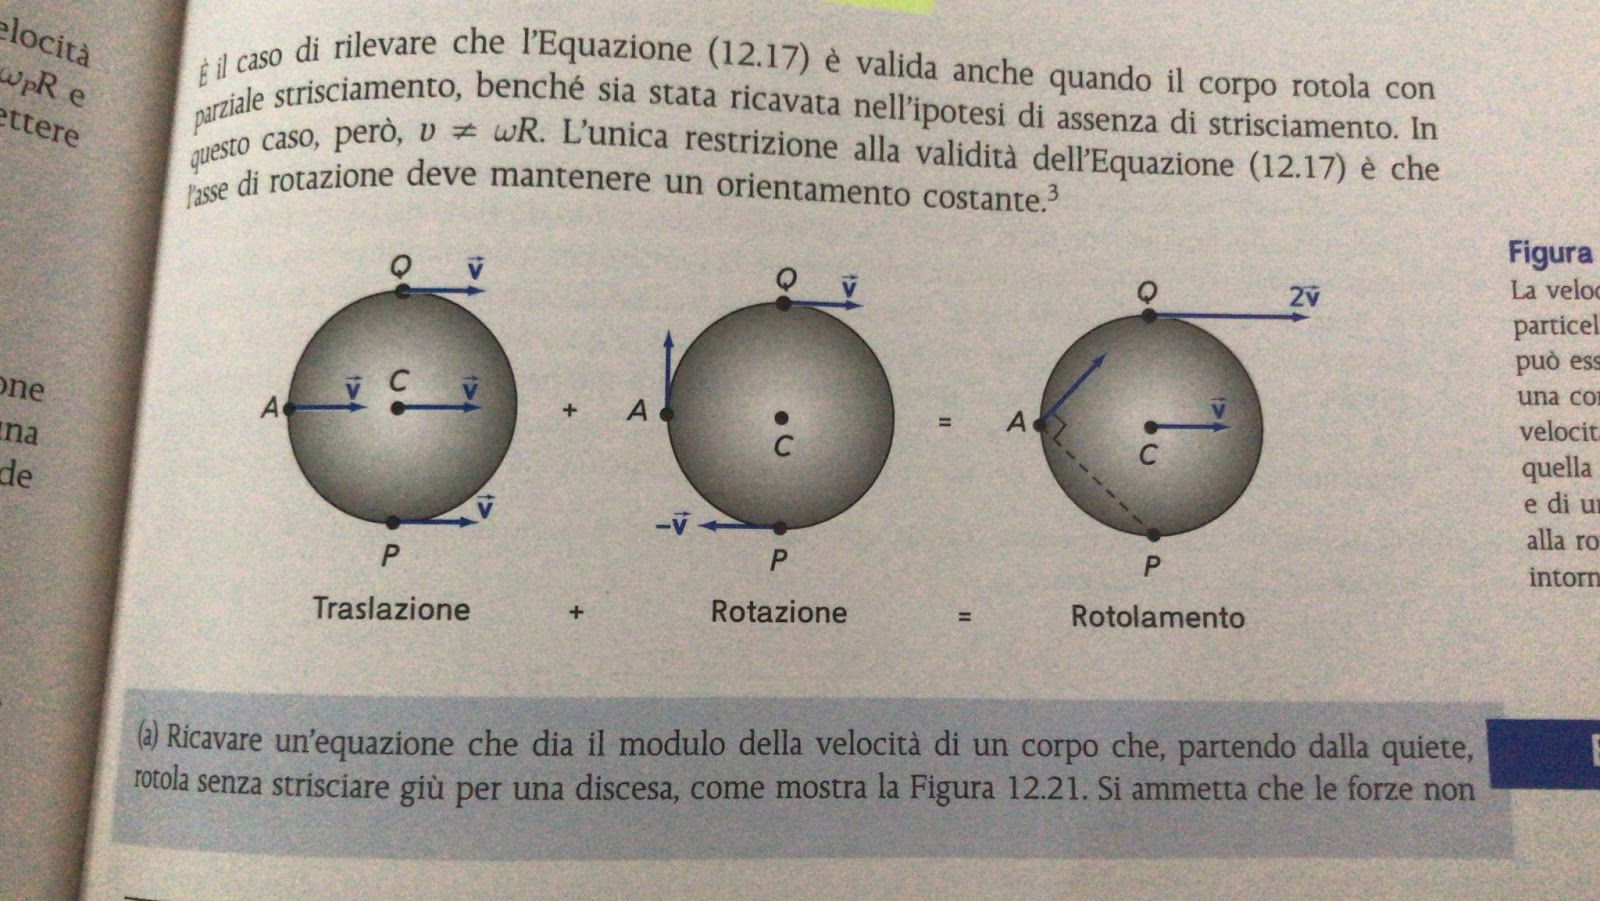 elocità
ωPR e
ettere
one
una
de
È il caso di rilevare che l'Equazione (12.17) è valida anche quando il corpo rotola con
parziale strisciamento, benché sia stata ricavata nell'ipotesi di assenza di strisciamento. In
questo caso, però, v ≠ ωR. L'unica restrizione alla validità dell'Equazione (12.17) è che
l'asse di rotazione deve mantenere un orientamento costante.³
Q v⃗
A v⃗ C v⃗
P v⃗
+
Q v⃗
A C
-v⃗ P
=
Q 2v⃗
A C v⃗
P
Traslazione + Rotazione = Rotolamento
Figura
La veloc
particel
può ess
una co
velocit
quella
e di u
alla ro
intorn
(a) Ricavare un'equazione che dia il modulo della velocità di un corpo che, partendo dalla quiete,
rotola senza strisciare giù per una discesa, come mostra la Figura 12.21. Si ammetta che le forze non